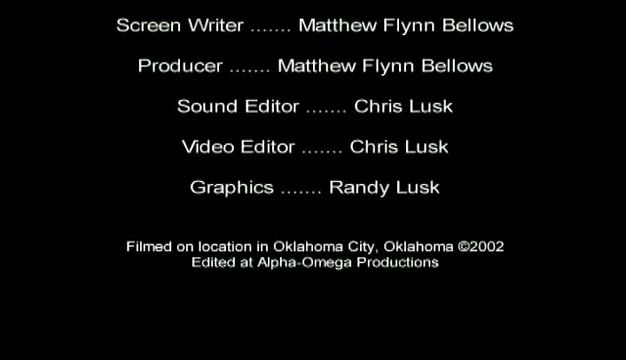 Screen Writer ....... Matthew Flynn Bellows
Producer ....... Matthew Flynn Bellows
Sound Editor ....... Chris Lusk
Video Editor ....... Chris Lusk
Graphics ....... Randy Lusk
Filmed on location in Oklahoma City, Oklahoma ©2002
Edited at Alpha-Omega Productions